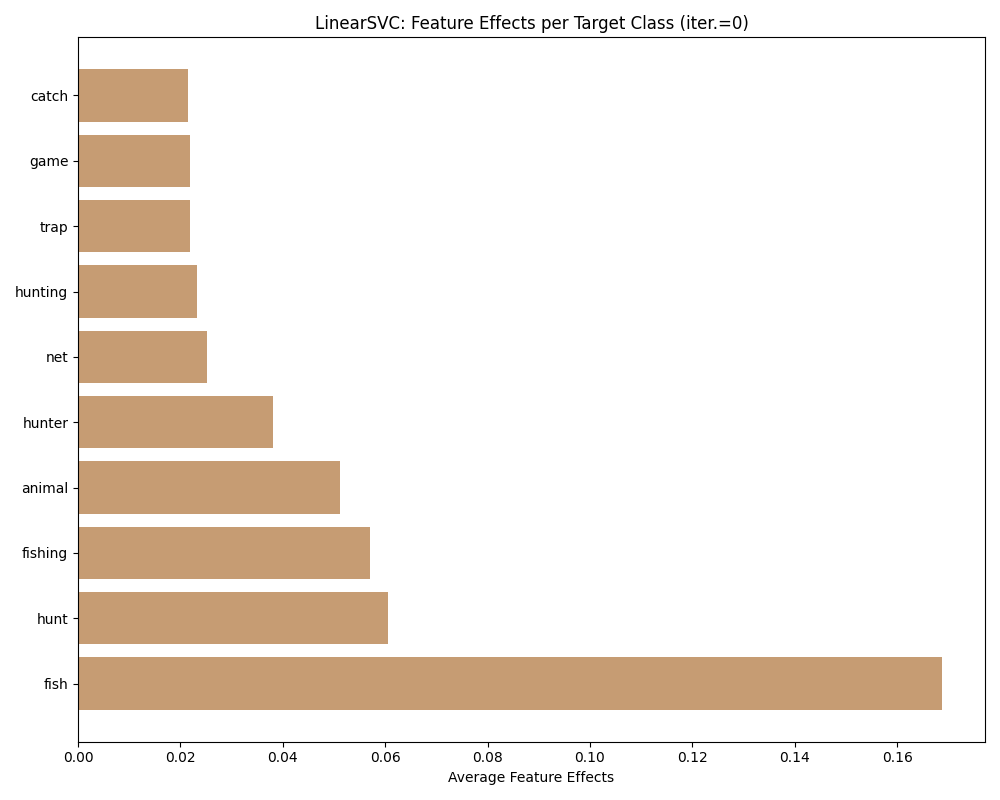 LinearSVC: Feature Effects per Target Class (iter.=0)
catch
game
trap
hunting
net
hunter
animal
fishing
hunt
fish
0.00 0.02 0.04 0.06 0.08 0.10 0.12 0.14 0.16
Average Feature Effects